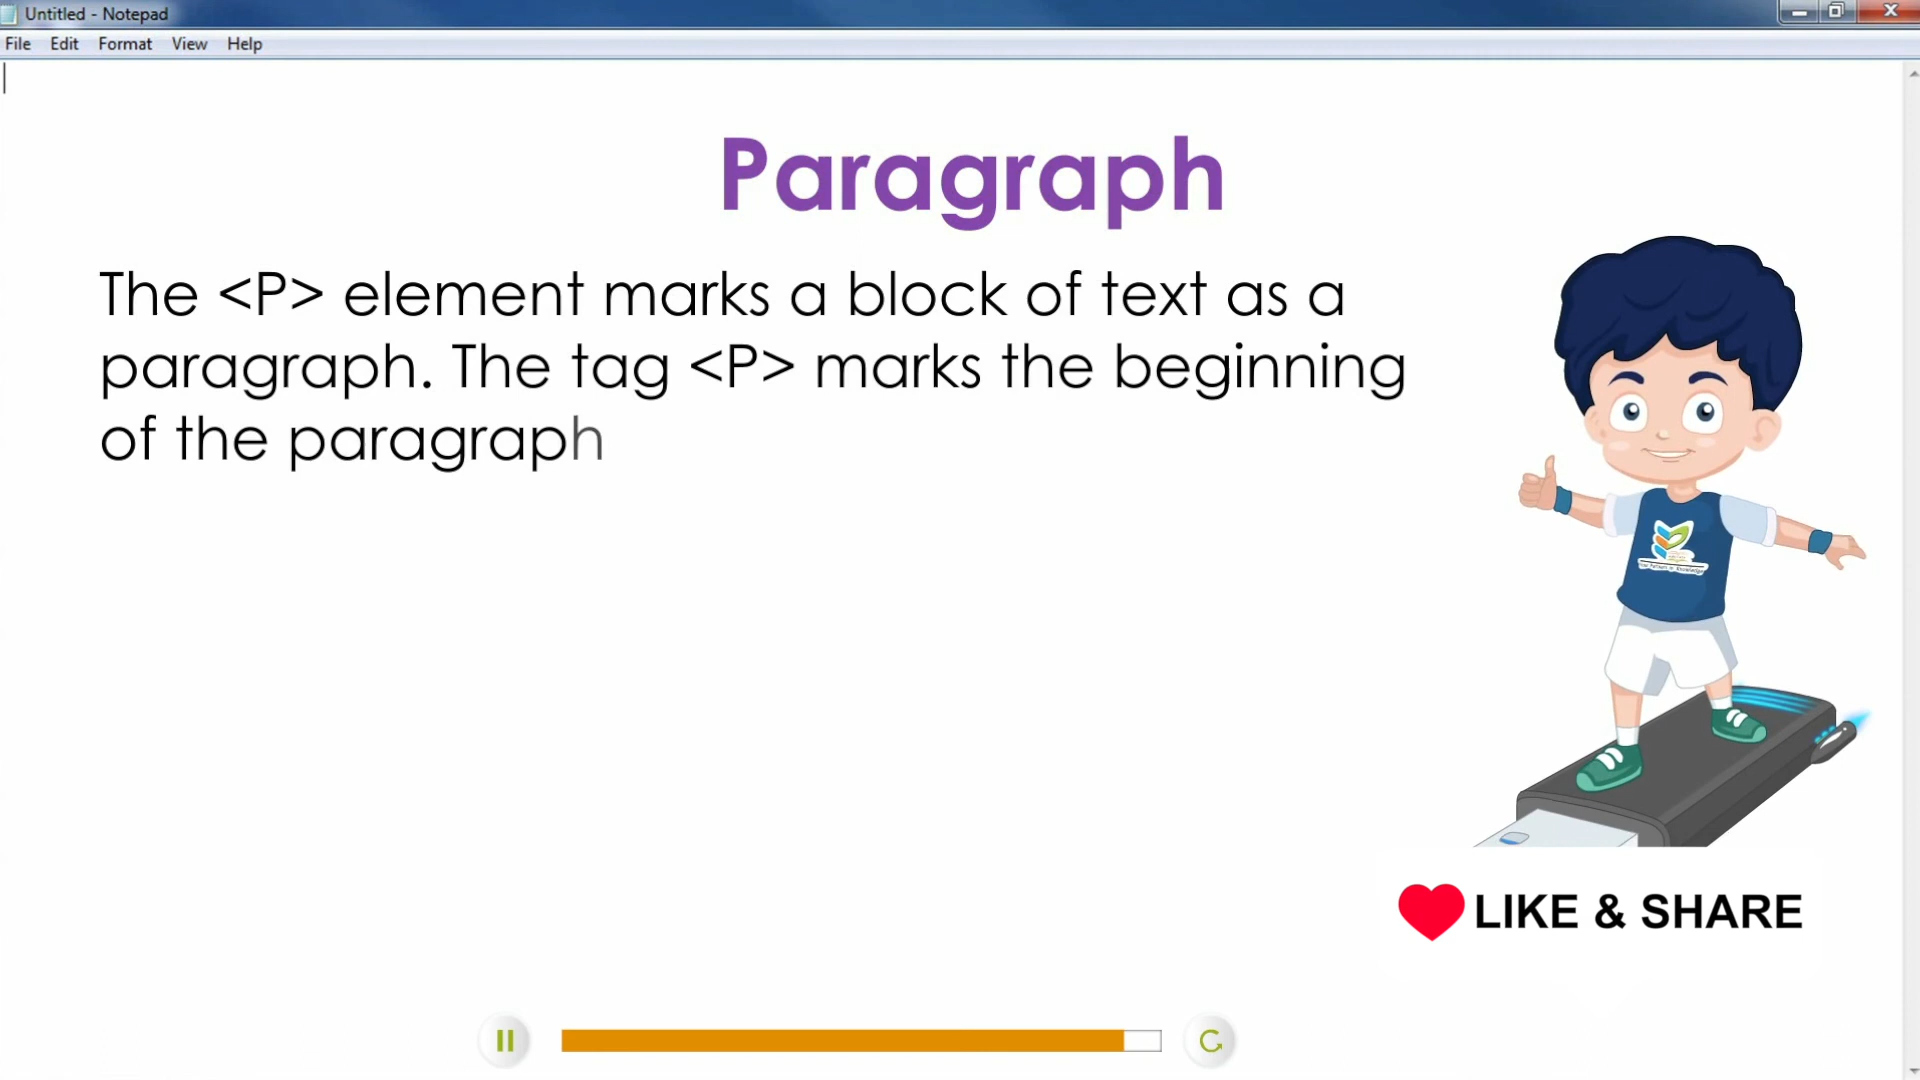 Untitled - Notepad
File Edit Format View Help
Paragraph
The <P> element marks a block of text as a
paragraph. The tag <P> marks the beginning
of the paragraph
LIKE & SHARE